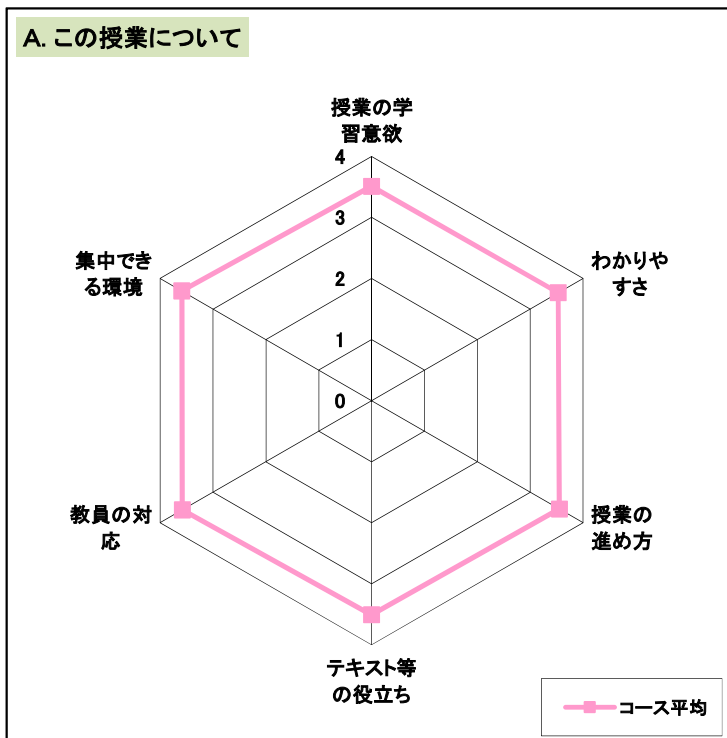 A. この授業について
授業の学
習意欲
4
3
2
1
0
わかりや
すさ
授業の
進め方
テキスト等
の役立ち
教員の対
応
集中でき
る環境
コース平均